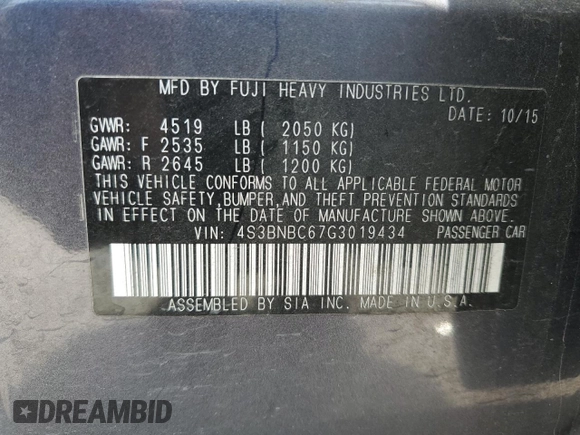 MFD BY FUJI HEAVY INDUSTRIES LTD.
DATE: 10/15
GVWR: 4519 LB ( 2050 KG)
GAWR: F 2535 LB ( 1150 KG)
GAWR: R 2645 LB ( 1200 KG)
THIS VEHICLE CONFORMS TO ALL APPLICABLE FEDERAL MOTOR
VEHICLE SAFETY,BUMPER,AND THEFT PREVENTION STANDARDS
IN EFFECT ON THE DATE OF MANUFACTURE SHOWN ABOVE.
VIN: 4S3BNBC67G3019434 PASSENGER CAR
ASSEMBLED BY SIA INC. MADE IN U.S.A.
DREAMBID